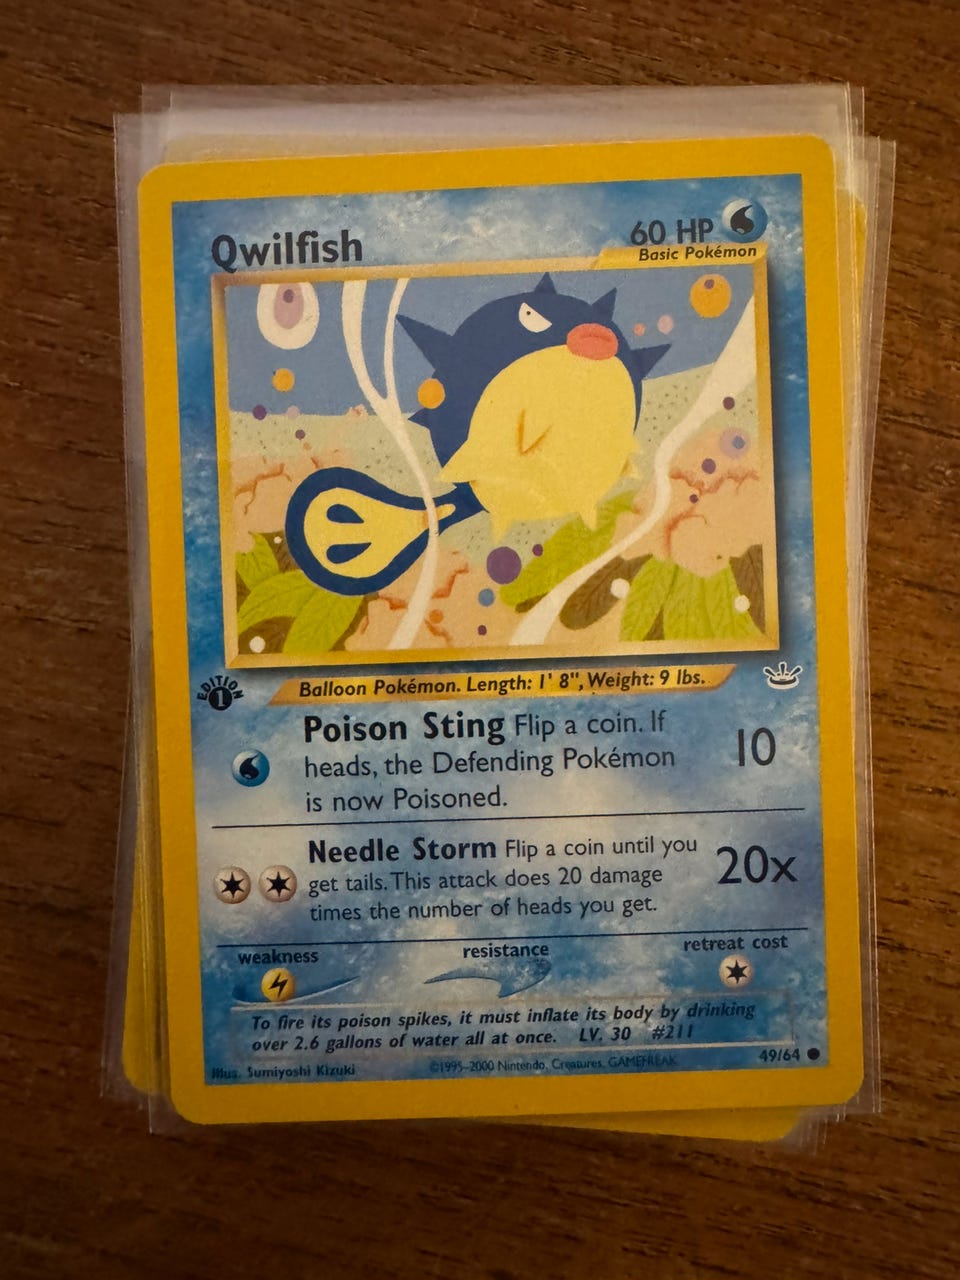 Qwilfish
60 HP
Basic Pokémon
EDITION
1
Balloon Pokémon. Length: 1' 8", Weight: 9 lbs.
Poison Sting Flip a coin. If
heads, the Defending Pokémon
is now Poisoned.
10
Needle Storm Flip a coin until you
get tails. This attack does 20 damage
times the number of heads you get.
20x
weakness
resistance
retreat cost
To fire its poison spikes, it must inflate its body by drinking
over 2.6 gallons of water all at once. LV. 30 #211
Illus. Sumiyoshi Kizuki
©1995-2000 Nintendo, Creatures, GAMEFREAK
49/64